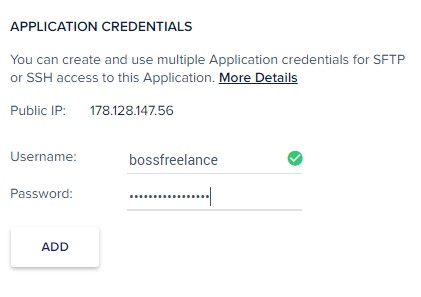 APPLICATION CREDENTIALS
You can create and use multiple Application credentials for SFTP
or SSH access to this Application. More Details
Public IP: 178.128.147.56
Username: bossfreelance
Password: •••••••••••••••••
ADD